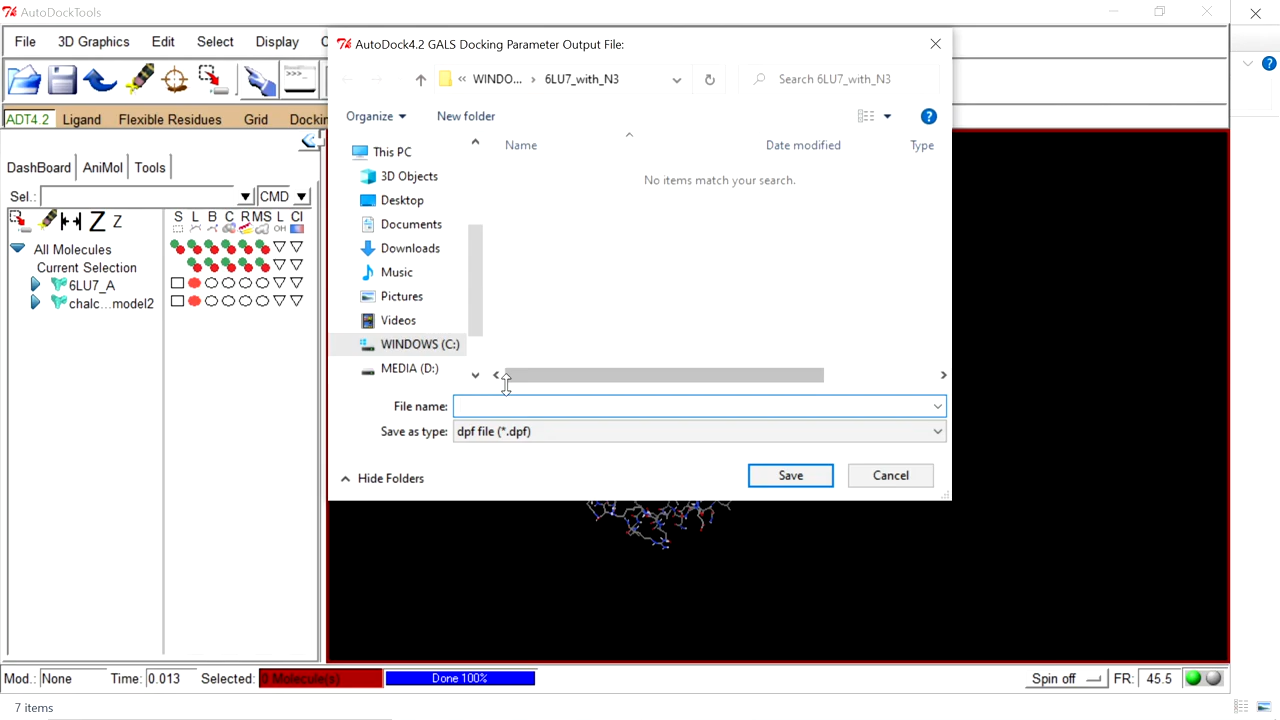 AutoDockTools
File 3D Graphics Edit Select Display
AutoDock4.2 GALS Docking Parameter Output File:
« WINDO... › 6LU7_with_N3
Search 6LU7_with_N3
Organize New folder
ADT4.2 Ligand Flexible Residues Grid
DashBoard AniMol Tools
Sel.: CMD
S L B C R MS L Cl
All Molecules
Current Selection
6LU7_A
chalc...model2
This PC
3D Objects
Desktop
Documents
Downloads
Music
Pictures
Videos
WINDOWS (C:)
MEDIA (D:)
Name Date modified Type
No items match your search.
File name:
Save as type: dpf file (*.dpf)
Hide Folders Save Cancel
Mod.: None Time: 0.013 Selected: 0 Molecule(s) Done 100% Spin off FR: 45.5
7 items